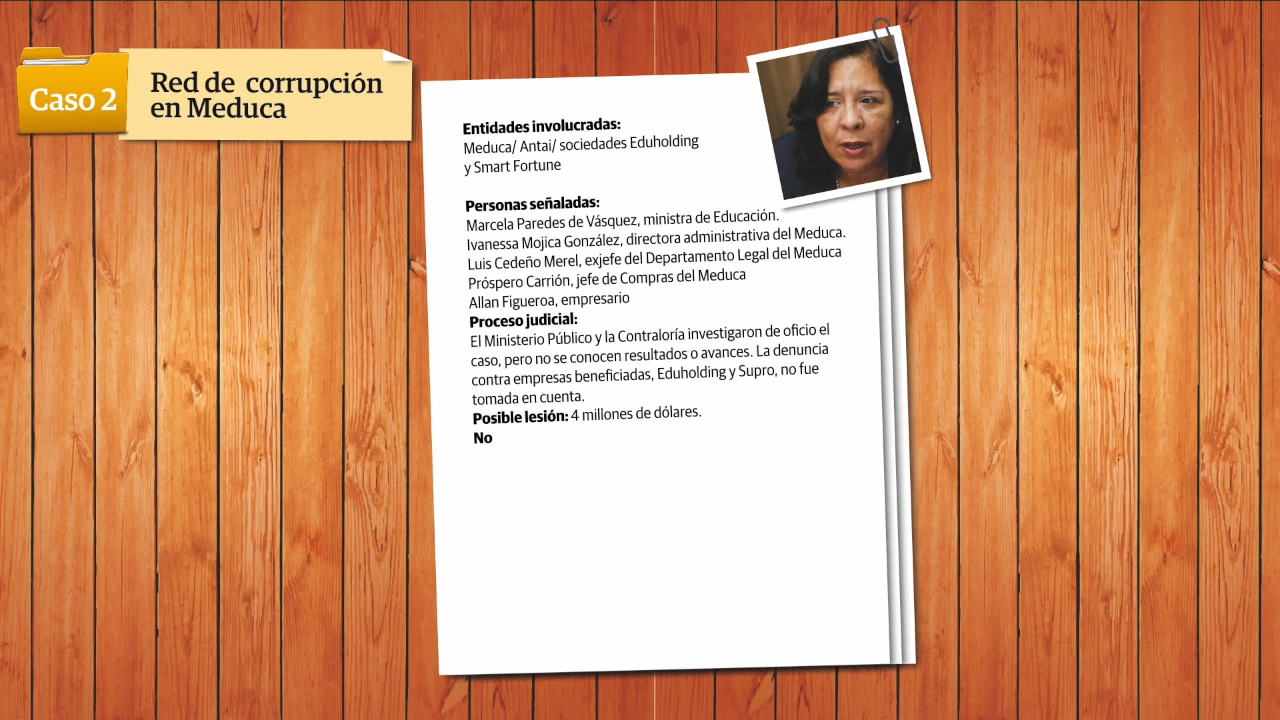 Caso 2
Red de corrupción
en Meduca
Entidades involucradas:
Meduca/ Antai/ sociedades Eduholding
y Smart Fortune
Personas señaladas:
Marcela Paredes de Vásquez, ministra de Educación.
Ivanessa Mojica González, directora administrativa del Meduca.
Luis Cedeño Merel, exjefe del Departamento Legal del Meduca
Próspero Carrión, jefe de Compras del Meduca
Allan Figueroa, empresario
Proceso judicial:
El Ministerio Público y la Contraloría investigaron de oficio el
caso, pero no se conocen resultados o avances. La denuncia
contra empresas beneficiadas, Eduholding y Supro, no fue
tomada en cuenta.
Posible lesión: 4 millones de dólares.
No